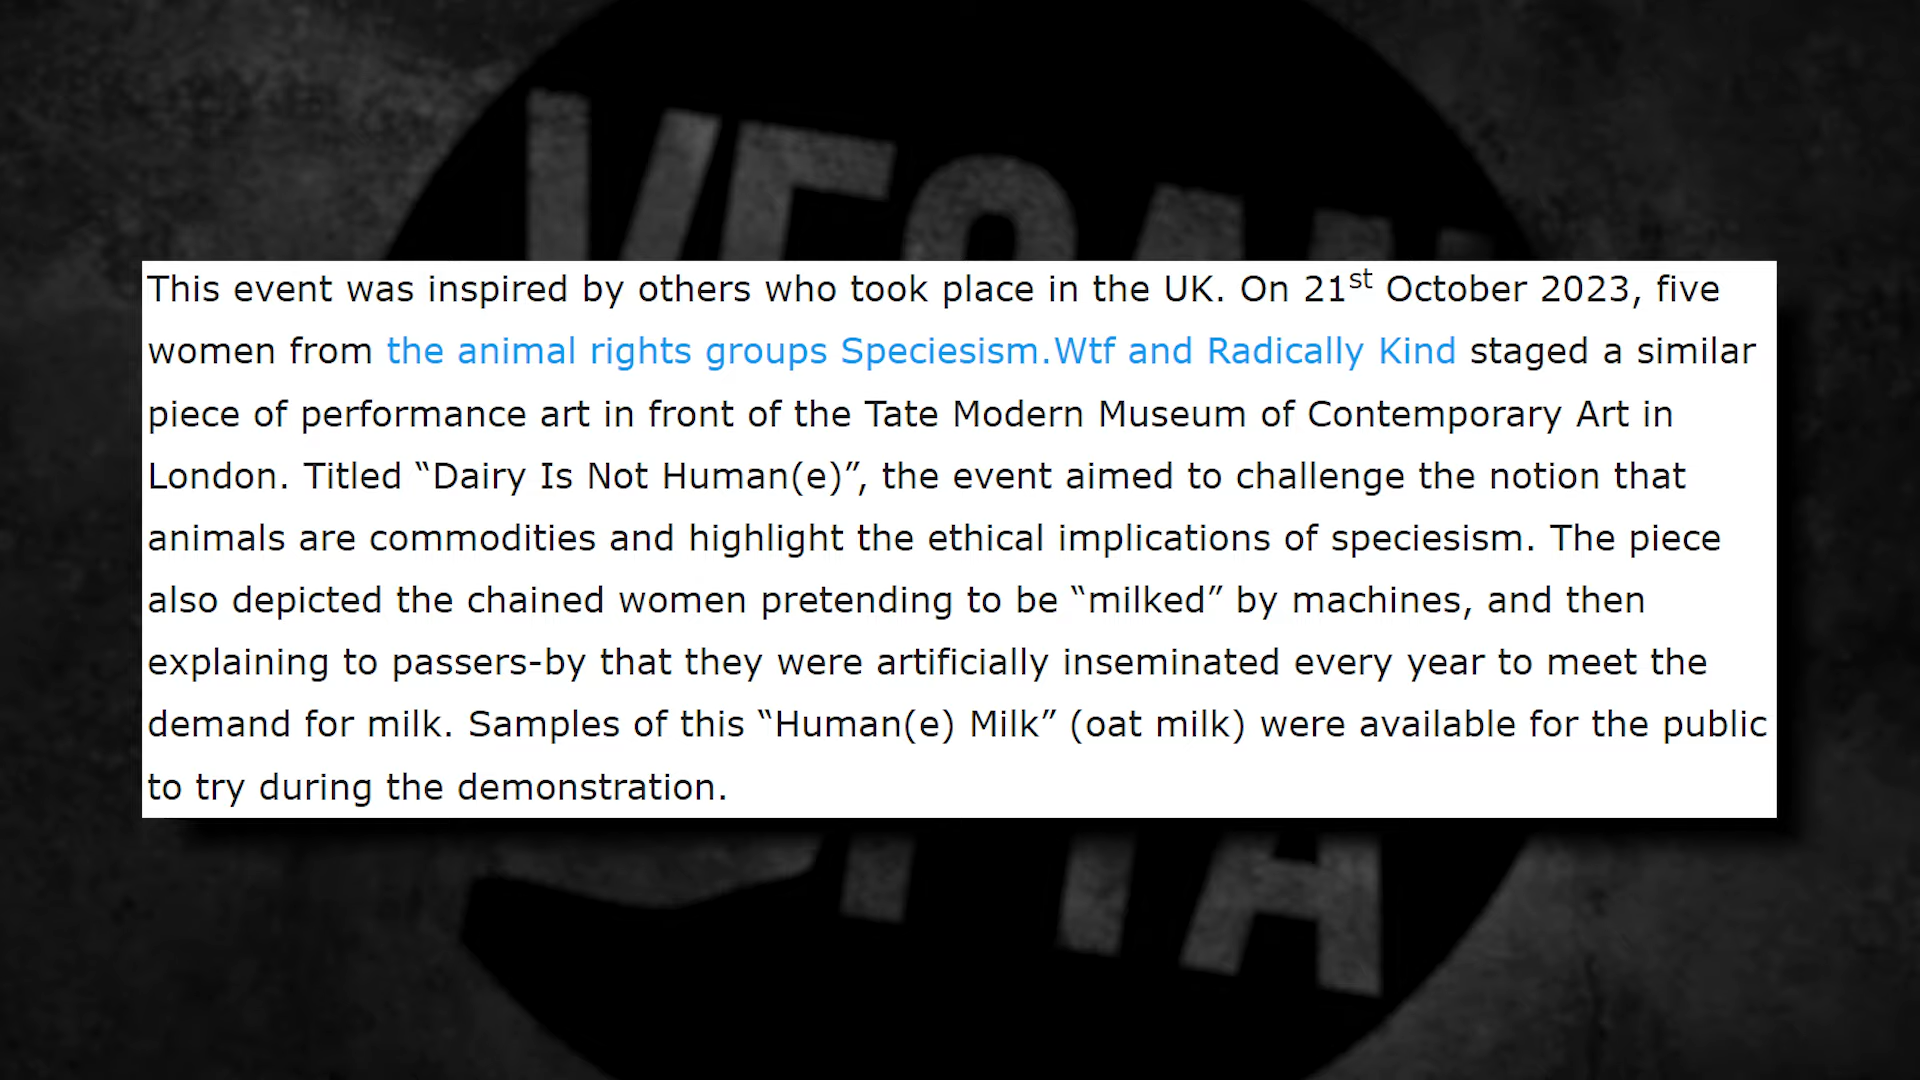 VEGAN
This event was inspired by others who took place in the UK. On 21st October 2023, five
women from the animal rights groups Speciesism.Wtf and Radically Kind staged a similar
piece of performance art in front of the Tate Modern Museum of Contemporary Art in
London. Titled “Dairy Is Not Human(e)”, the event aimed to challenge the notion that
animals are commodities and highlight the ethical implications of speciesism. The piece
also depicted the chained women pretending to be “milked” by machines, and then
explaining to passers-by that they were artificially inseminated every year to meet the
demand for milk. Samples of this “Human(e) Milk” (oat milk) were available for the public
to try during the demonstration.